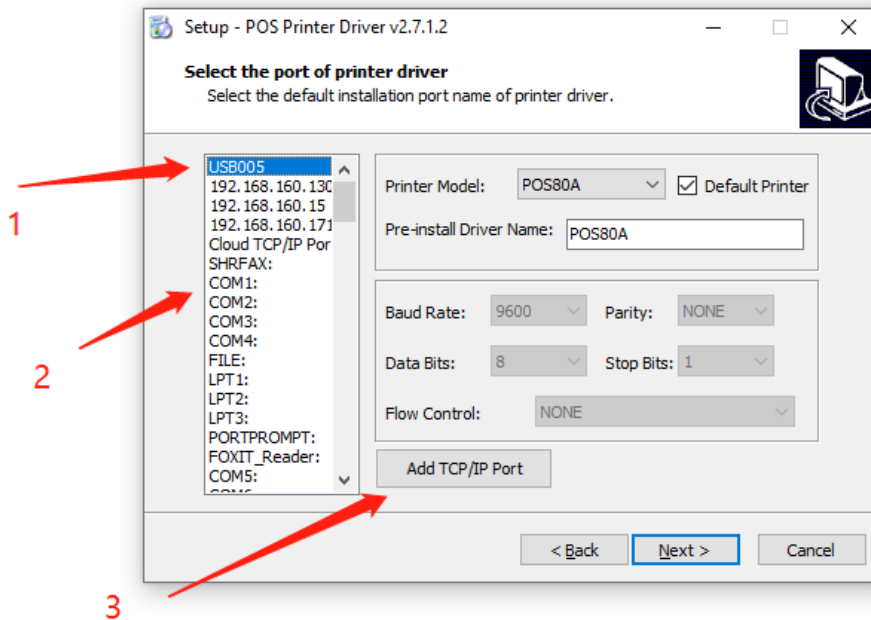 Setup - POS Printer Driver v2.7.1.2
Select the port of printer driver
Select the default installation port name of printer driver.
1
2
3
USB005
192.168.160.130
192.168.160.15
192.168.160.171
Cloud TCP/IP Por
SHRFAX:
COM1:
COM2:
COM3:
COM4:
FILE:
LPT1:
LPT2:
LPT3:
PORTPROMPT:
FOXIT_Reader:
COM5:
Printer Model: POS80A Default Printer
Pre-install Driver Name: POS80A
Baud Rate: 9600 Parity: NONE
Data Bits: 8 Stop Bits: 1
Flow Control: NONE
Add TCP/IP Port
< Back Next > Cancel